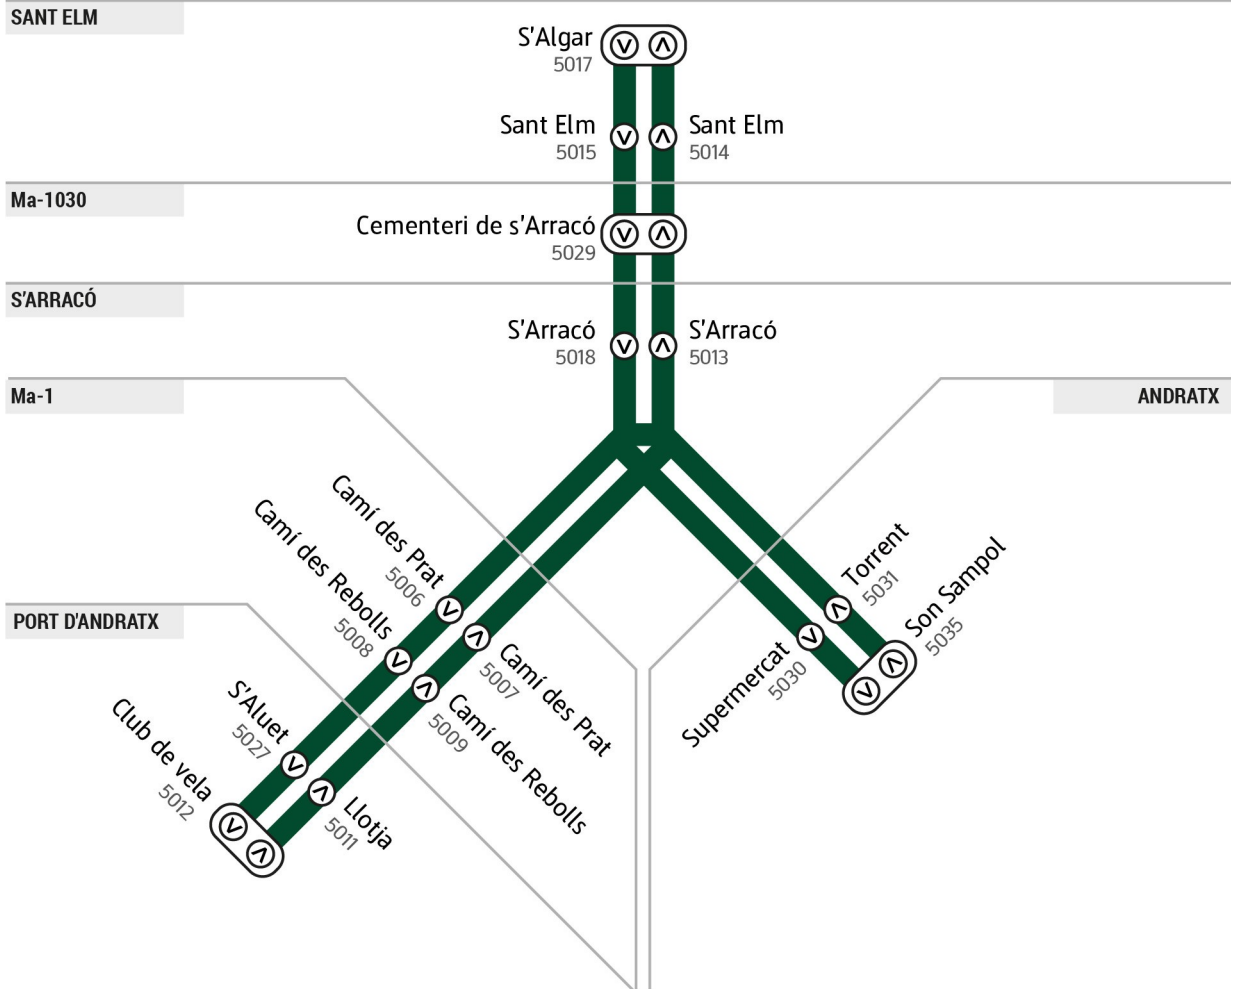 SANT ELM
S'Algar
5017
Sant Elm
5015
Sant Elm
5014
Ma-1030
Cementeri de s'Arracó
5029
S'ARRACÓ
S'Arracó
5018
S'Arracó
5013
Ma-1
ANDRATX
Camí des Prat
5006
Camí des Rebolls
5008
Camí des Prat
5007
Camí des Rebolls
5009
Torrent
5031
Son Sampol
5035
Supermercat
5030
PORT D'ANDRATX
S'Aluet
5027
Club de vela
5012
Llotja
5011